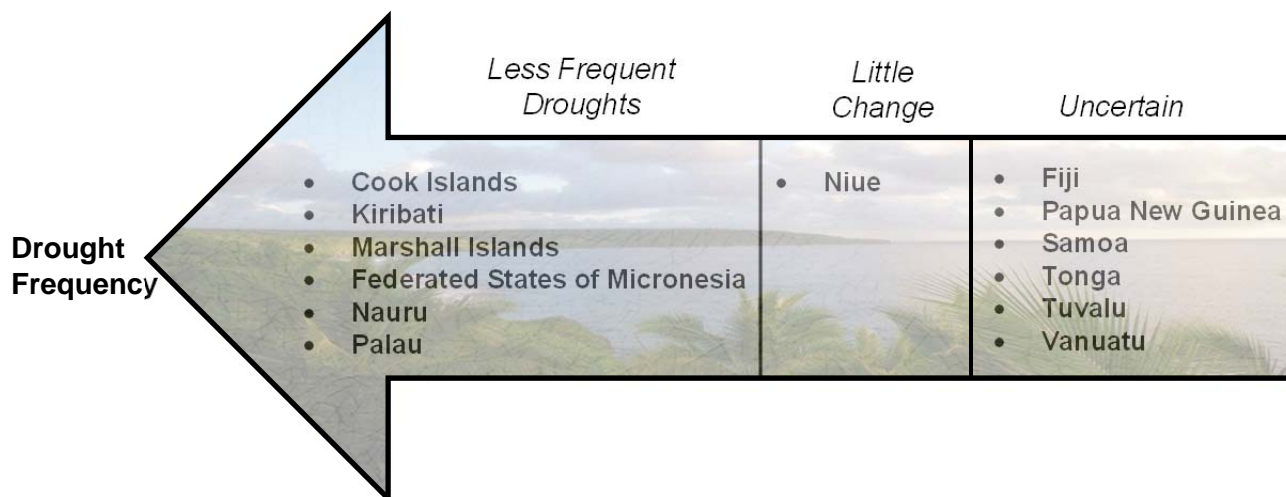 Less Frequent
Droughts
Little
Change
Uncertain
Drought
Frequency
• Cook Islands
• Kiribati
• Marshall Islands
• Federated States of Micronesia
• Nauru
• Palau
• Niue
• Fiji
• Papua New Guinea
• Samoa
• Tonga
• Tuvalu
• Vanuatu